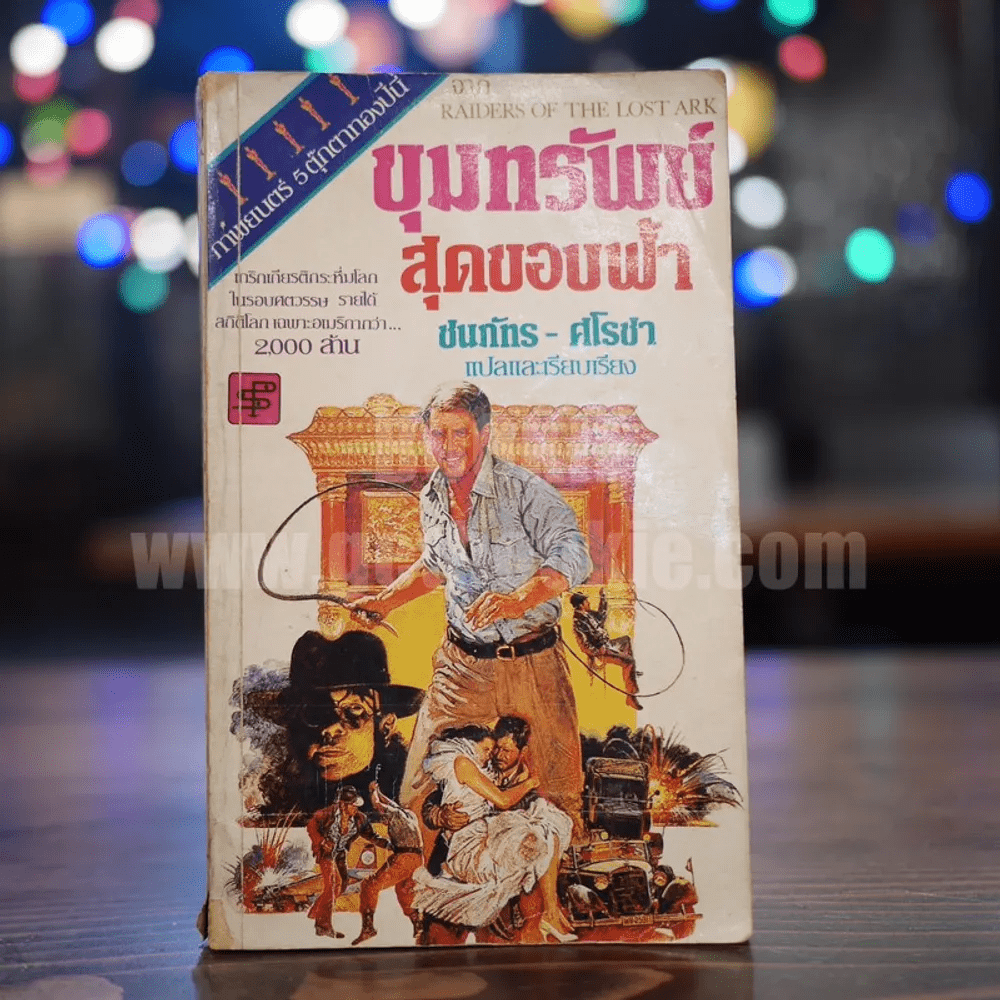 ภาพยนตร์ 5 ตุ๊กตาทองปีนี้
จาก
RAIDERS OF THE LOST ARK
ขุมทรัพย์
สุดขอบฟ้า
เกริกเกียรติกระหึ่มโลก
ในรอบศตวรรษ รายได้
สถิติโลก เฉพาะอเมริกากว่า...
2,000 ล้าน
ชนภัทร - ศิโรชา
แปลและเรียบเรียง
www. .com